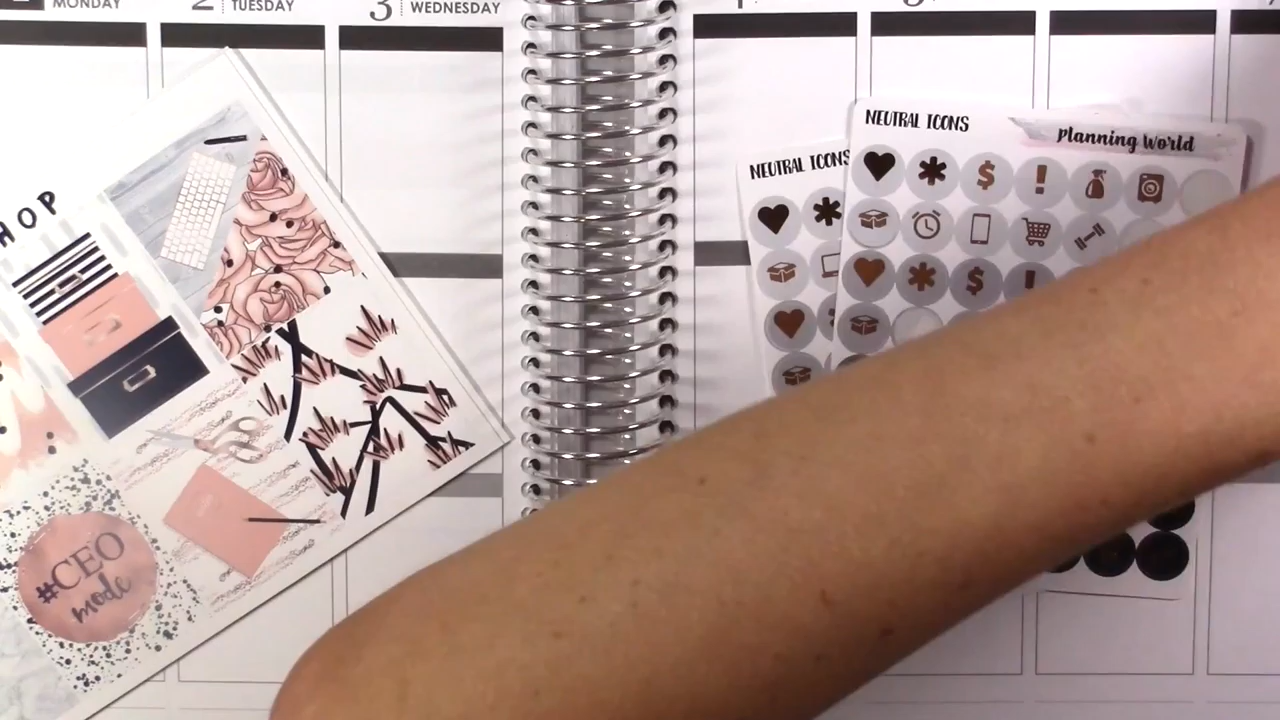 MONDAY
2 TUESDAY
3 WEDNESDAY
NEUTRAL ICONS
planning world
NEUTRAL ICONS
HOP
#CEO
mode